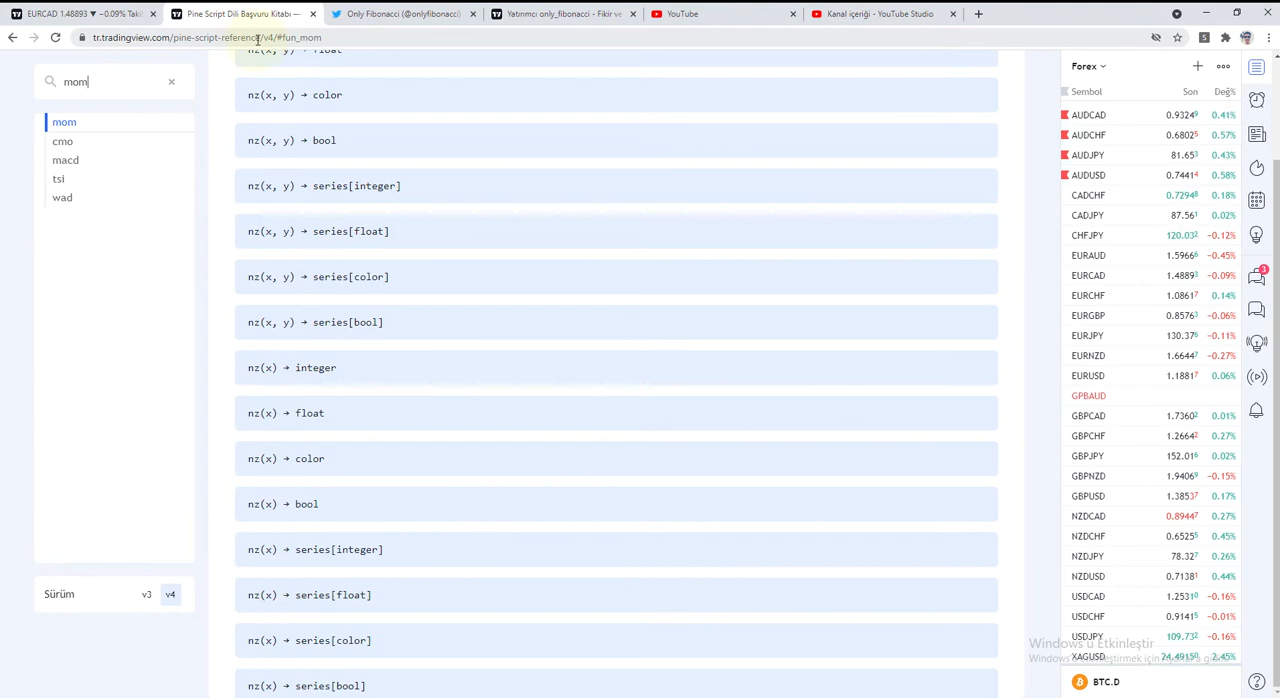 EURCAD 1.48893 ▼ −0.09% Takil
Pine Script Dili Başvuru Kitabı —
Only Fibonacci (@onlyfibonacci)
Yatırımcı only_fibonacci - Fikir ve
YouTube
Kanal içeriği - YouTube Studio
tr.tradingview.com/pine-script-reference/v4/#fun_mom
mom
mom
cmo
macd
tsi
wad
Sürüm v3 v4
nz(x, y) → float
nz(x, y) → color
nz(x, y) → bool
nz(x, y) → series[integer]
nz(x, y) → series[float]
nz(x, y) → series[color]
nz(x, y) → series[bool]
nz(x) → integer
nz(x) → float
nz(x) → color
nz(x) → bool
nz(x) → series[integer]
nz(x) → series[float]
nz(x) → series[color]
nz(x) → series[bool]
Forex
Sembol Son Değ%
AUDCAD 0.93249 0.41%
AUDCHF 0.68025 0.57%
AUDJPY 81.653 0.43%
AUDUSD 0.74414 0.58%
CADCHF 0.72948 0.18%
CADJPY 87.561 0.02%
CHFJPY 120.032 −0.12%
EURAUD 1.59666 −0.45%
EURCAD 1.48893 −0.09%
EURCHF 1.08617 0.14%
EURGBP 0.85763 −0.06%
EURJPY 130.376 −0.11%
EURNZD 1.66447 −0.27%
EURUSD 1.18817 0.06%
GPBAUD
GBPCAD 1.73602 0.01%
GBPCHF 1.26642 0.27%
GBPJPY 152.016 0.02%
GBPNZD 1.94069 −0.15%
GBPUSD 1.38537 0.17%
NZDCAD 0.89447 0.27%
NZDCHF 0.65255 0.45%
NZDJPY 78.327 0.26%
NZDUSD 0.71381 0.44%
USDCAD 1.25310 −0.16%
USDCHF 0.91415 −0.01%
USDJPY 109.732 −0.16%
XAGUSD 24.49150 2.45%
BTC.D
3
Windows'u Etkinleştir